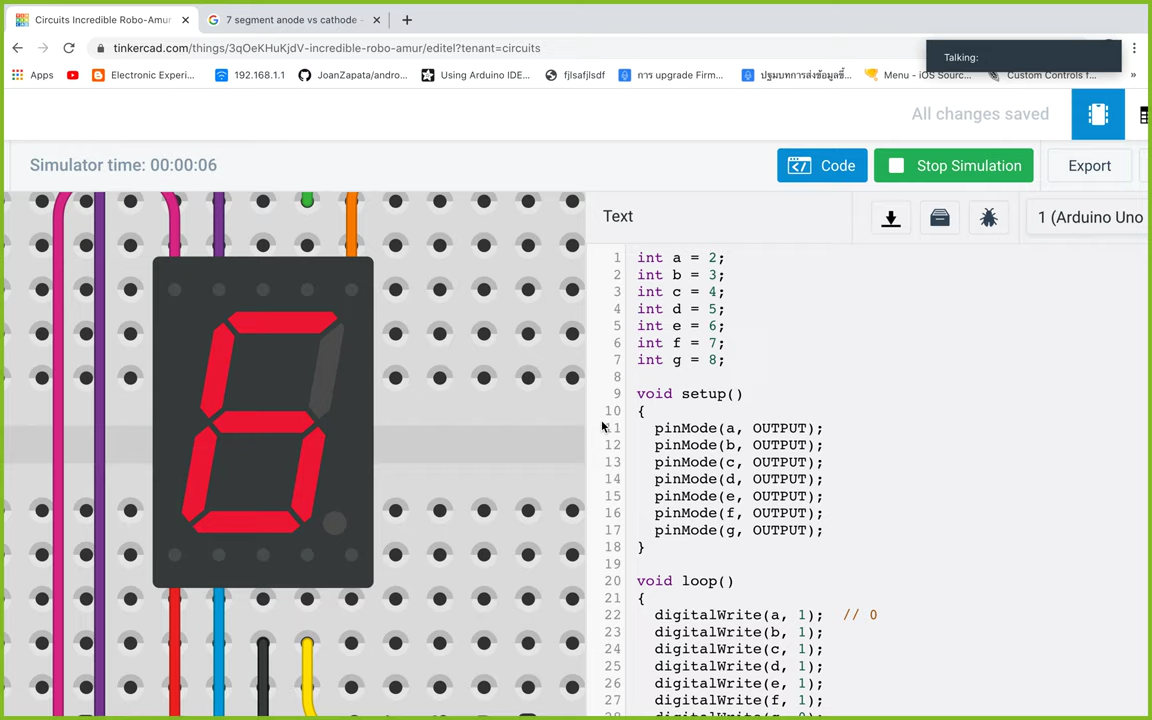 Circuits Incredible Robo-Amur
7 segment anode vs cathode -
tinkercad.com/things/3qOeKHuKjdV-incredible-robo-amur/editel?tenant=circuits
Talking:
Apps
Electronic Experi...
192.168.1.1
JoanZapata/andro...
Using Arduino IDE...
fjlsafjlsdf
การ upgrade Firm...
ปฐมบทการส่งข้อมูลขึ้...
Menu - iOS Sourc...
Custom Controls f...
»
All changes saved
Simulator time: 00:00:06
Code
Stop Simulation
Export
Text
1 (Arduino Uno
1 int a = 2;
2 int b = 3;
3 int c = 4;
4 int d = 5;
5 int e = 6;
6 int f = 7;
7 int g = 8;
8
9 void setup()
10 {
11 pinMode(a, OUTPUT);
12 pinMode(b, OUTPUT);
13 pinMode(c, OUTPUT);
14 pinMode(d, OUTPUT);
15 pinMode(e, OUTPUT);
16 pinMode(f, OUTPUT);
17 pinMode(g, OUTPUT);
18 }
19
20 void loop()
21 {
22 digitalWrite(a, 1); // 0
23 digitalWrite(b, 1);
24 digitalWrite(c, 1);
25 digitalWrite(d, 1);
26 digitalWrite(e, 1);
27 digitalWrite(f, 1);
6